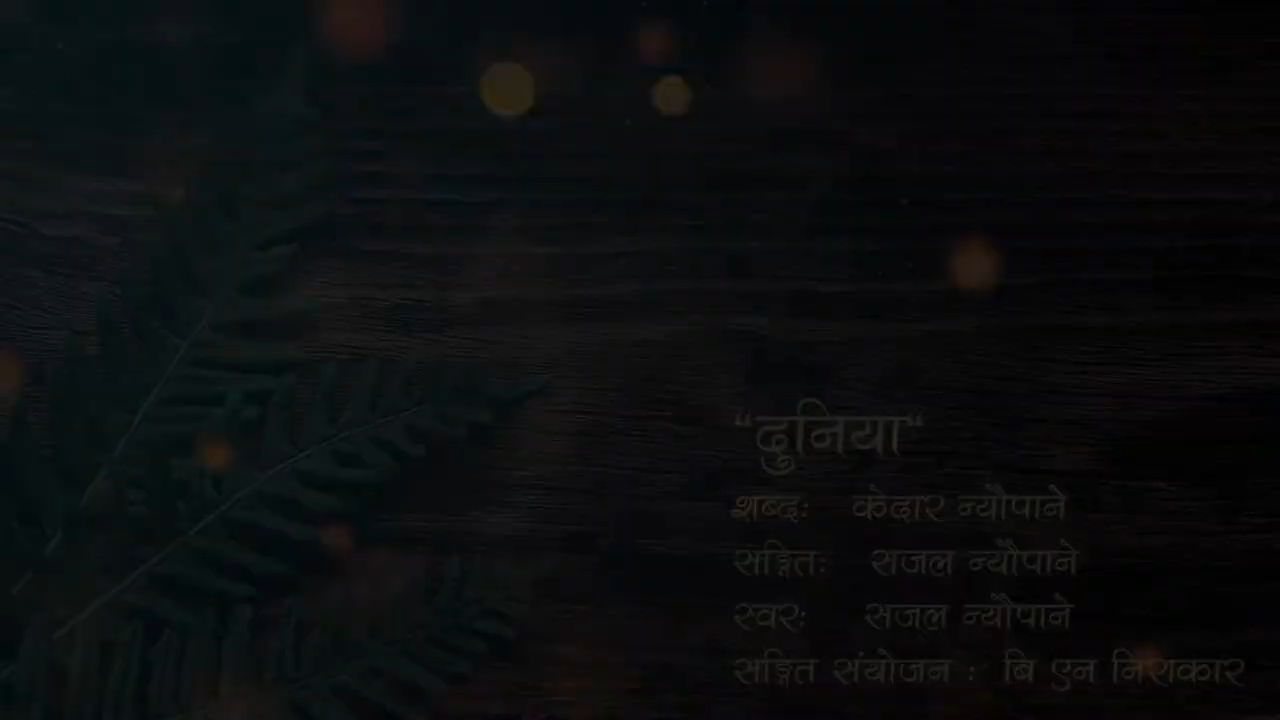 “दुनिया“
शब्दः केदार न्यौपाने
सङ्गितः सजल न्यौपाने
स्वरः सजल न्यौपाने
सङ्गित संयोजन : बि एन निराकार